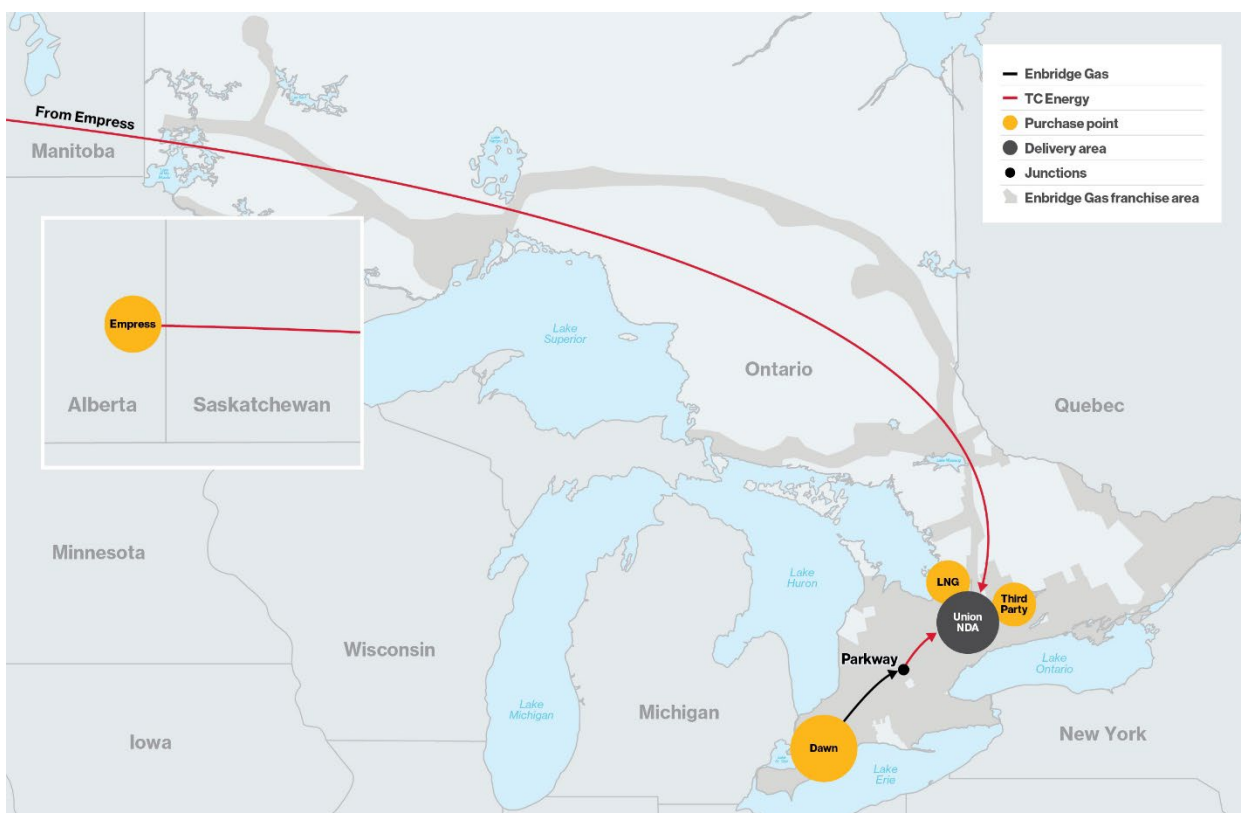 Enbridge Gas
TC Energy
Purchase point
Delivery area
Junctions
Enbridge Gas franchise area
From Empress
Manitoba
Empress
Alberta
Saskatchewan
Lake
Superior
Ontario
Quebec
Minnesota
Lake
Huron
LNG
Third
Party
Union
NDA
Wisconsin
Parkway
Lake
Ontario
Lake
Michigan
Michigan
New York
Iowa
Dawn
Lake
Erie